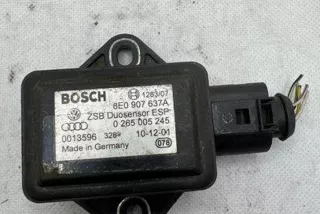 BOSCH 1283/07
8E0 907 637A
ZSB Duosensor ESP
0 265 005 245
0013596 328? 10-12-01
Made in Germany 078